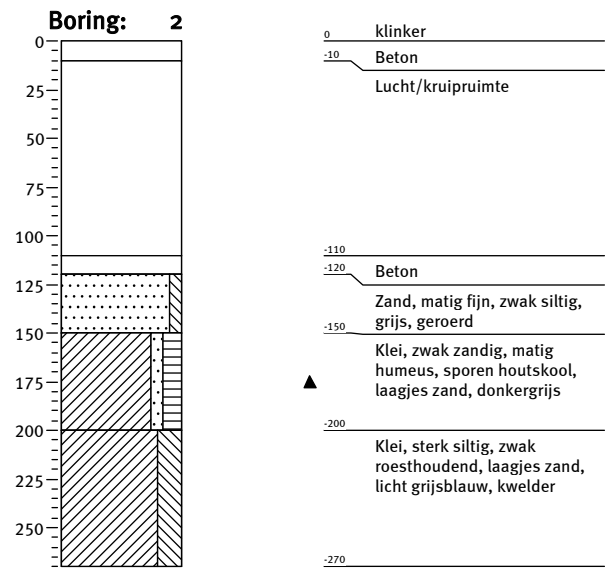 Boring: 2
0
25
50
75
100
125
150
175
200
225
250
0 klinker
-10 Beton
Lucht/kruipruimte
-110
-120 Beton
Zand, matig fijn, zwak siltig,
grijs, geroerd
-150
Klei, zwak zandig, matig
humeus, sporen houtskool,
laagjes zand, donkergrijs
-200
Klei, sterk siltig, zwak
roesthoudend, laagjes zand,
licht grijsblauw, kwelder
-270